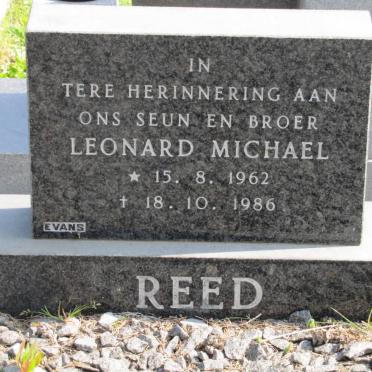 IN
TERE HERINNERING AAN
ONS SEUN EN BROER
LEONARD MICHAEL
★ 15. 8. 1962
† 18. 10. 1986
EVANS
REED